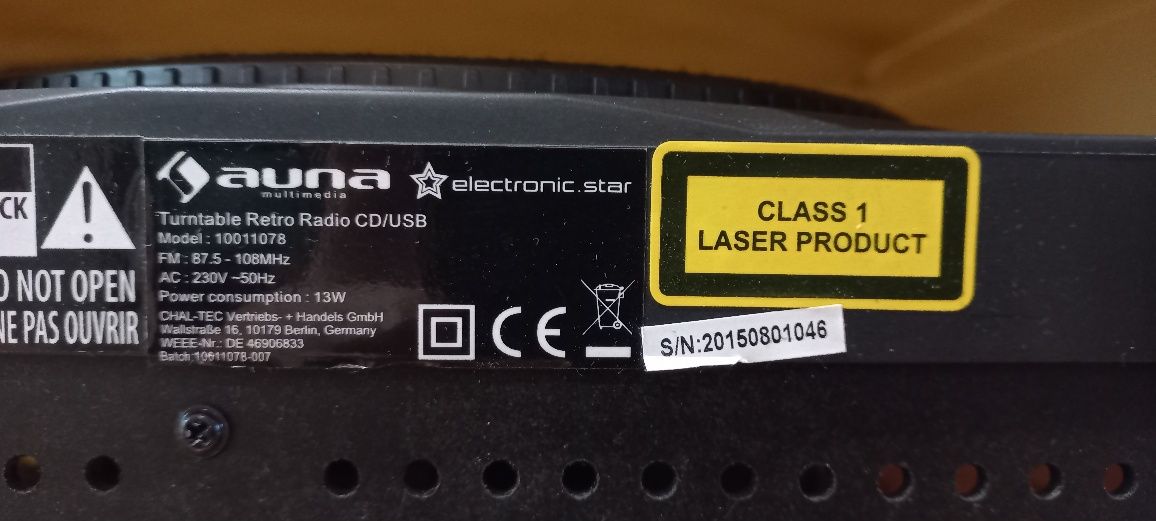 CK
DO NOT OPEN
NE PAS OUVRIR
auna
multimedia
electronic.star
Turntable Retro Radio CD/USB
Model : 10011078
FM : 87.5 - 108MHz
AC : 230V ~50Hz
Power consumption : 13W
CHAL-TEC Vertriebs- + Handels GmbH
Wallstraße 16, 10179 Berlin, Germany
WEEE-Nr.: DE 46906833
Batch:10011078-007
CE
CLASS 1
LASER PRODUCT
S/N:20150801046